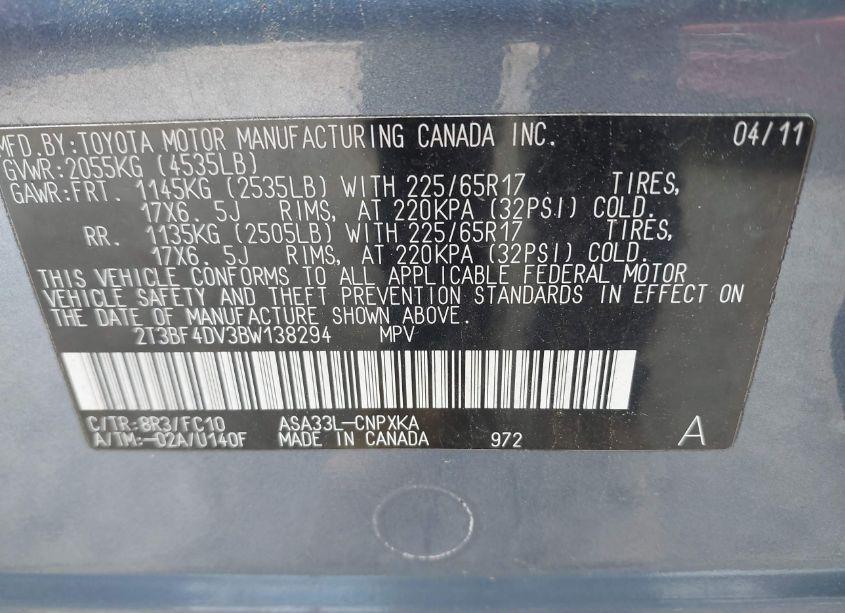 MFD.BY:TOYOTA MOTOR MANUFACTURING CANADA INC. 04/11
GVWR:2055KG (4535LB)
GAWR:FRT. 1145KG (2535LB) WITH 225/65R17 TIRES,
17X6.5J RIMS, AT 220KPA (32PSI) COLD.
RR. 1135KG (2505LB) WITH 225/65R17 TIRES,
17X6.5J RIMS, AT 220KPA (32PSI) COLD.
THIS VEHICLE CONFORMS TO ALL APPLICABLE FEDERAL MOTOR
VEHICLE SAFETY AND THEFT PREVENTION STANDARDS IN EFFECT ON
THE DATE OF MANUFACTURE SHOWN ABOVE.
2T3BF4DV3BW138294 MPV
C/TR:8R3/FC10 ASA33L-CNPXKA
A/TM:-02A/U140F MADE IN CANADA 972 A